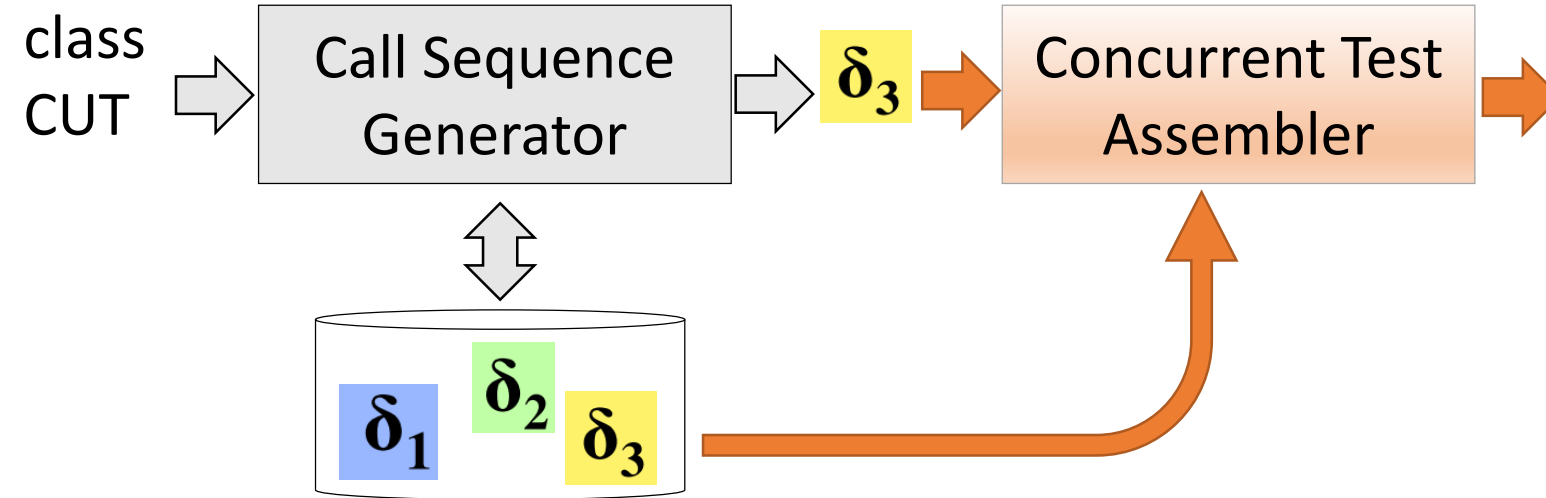 class
CUT
Call Sequence
Generator
δ₃
Concurrent Test
Assembler
δ₁
δ₂
δ₃